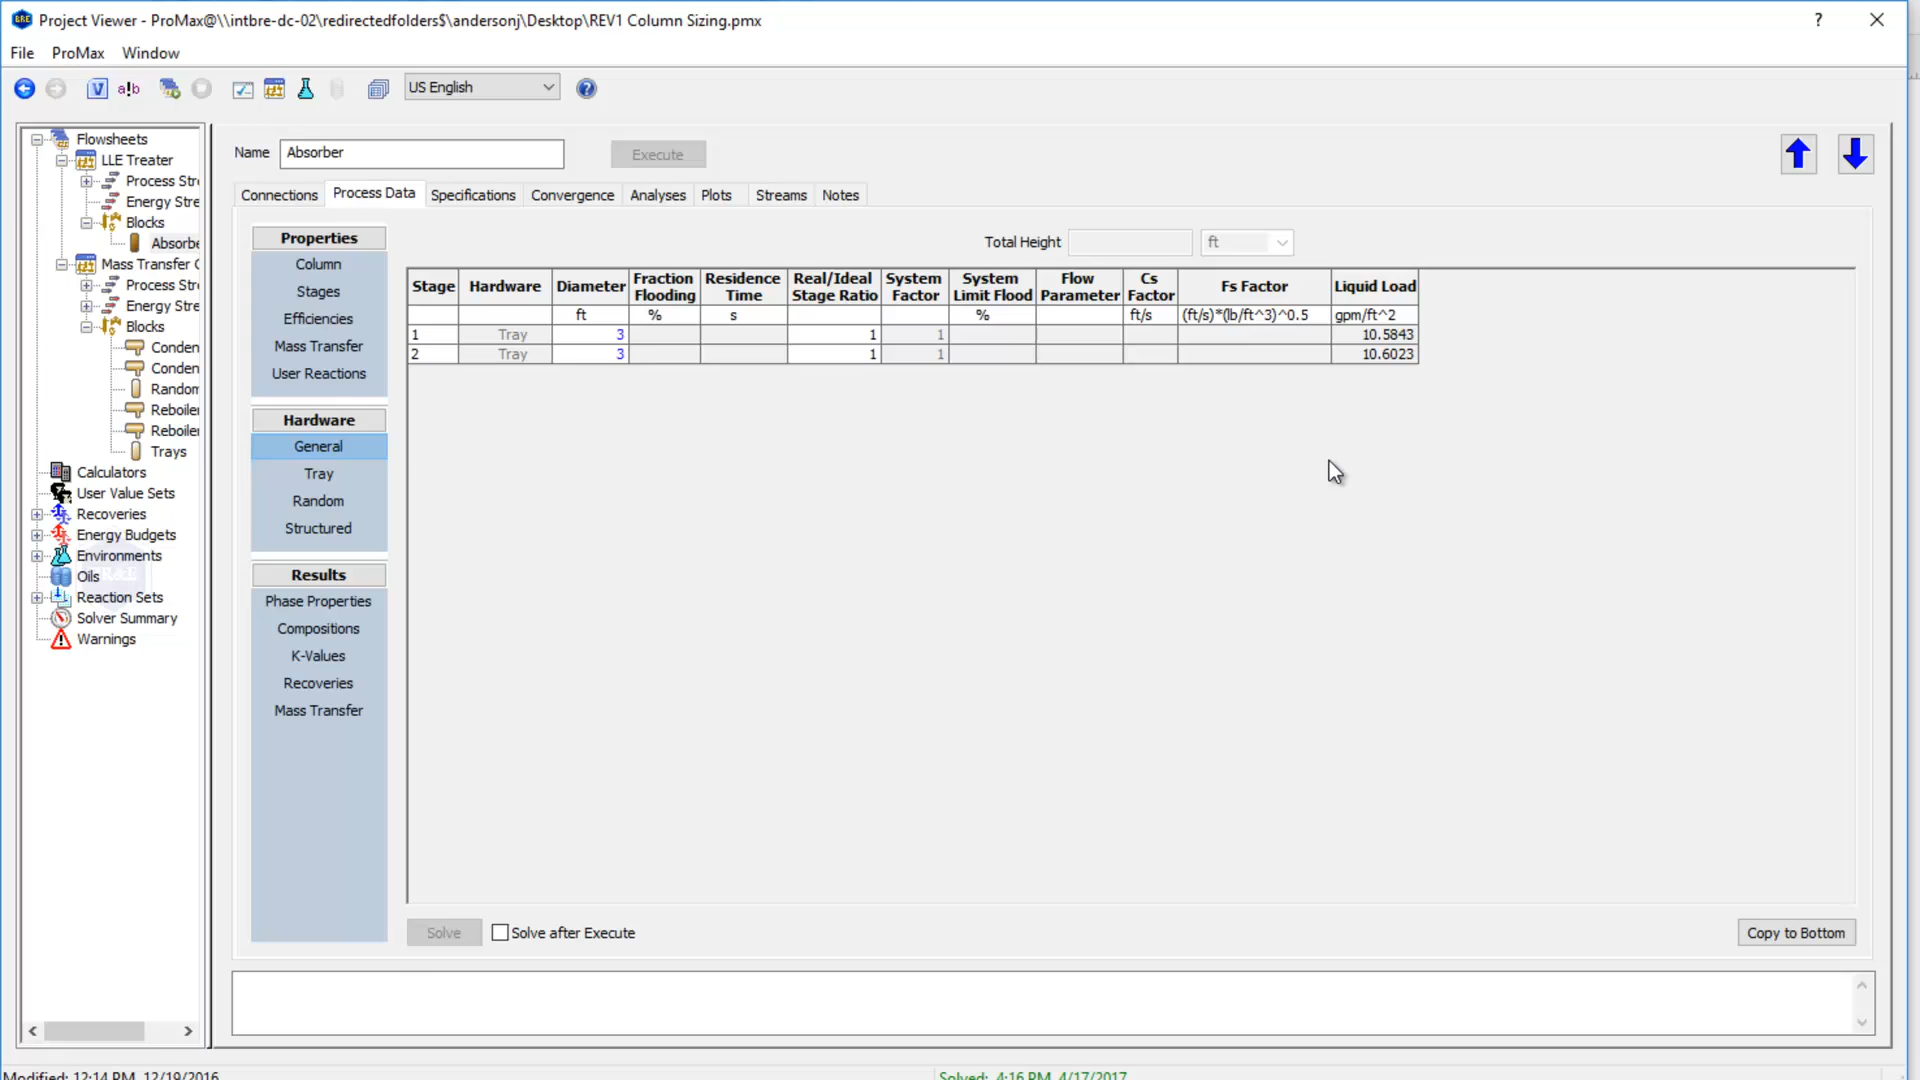 Project Viewer - ProMax@\\intbre-dc-02\redirectedfolders$\andersonj\Desktop\REV1 Column Sizing.pmx
File ProMax Window
US English
Flowsheets
LLE Treater
Process Stre
Energy Stre
Blocks
Absorbe
Mass Transfer C
Process Stre
Energy Stre
Blocks
Conden
Conden
Random
Reboiler
Reboiler
Trays
Calculators
User Value Sets
Recoveries
Energy Budgets
Environments
Oils
Reaction Sets
Solver Summary
Warnings
Name Absorber Execute
Connections Process Data Specifications Convergence Analyses Plots Streams Notes
Properties
Column
Stages
Efficiencies
Mass Transfer
User Reactions
Hardware
General
Tray
Random
Structured
Results
Phase Properties
Compositions
K-Values
Recoveries
Mass Transfer
Total Height ft
Stage Hardware Diameter Fraction Flooding Residence Time Real/Ideal Stage Ratio System Factor System Limit Flood Flow Parameter Cs Factor Fs Factor Liquid Load
ft % s % ft/s (ft/s)*(lb/ft^3)^0.5 gpm/ft^2
1 Tray 3 1 1 10.5843
2 Tray 3 1 1 10.6023
Solve Solve after Execute Copy to Bottom
Modified: 12:14 PM, 12/19/2016 Solved: 4:16 PM, 4/17/2017